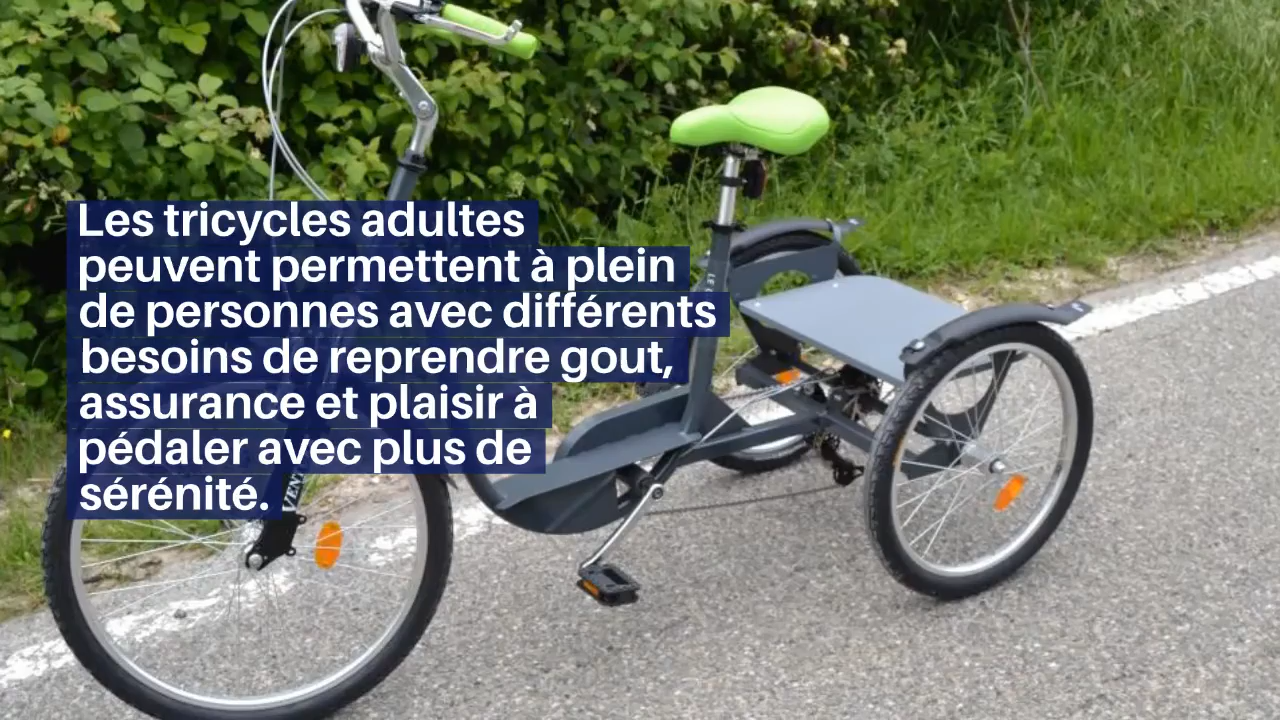 Les tricycles adultes
peuvent permettent à plein
de personnes avec différents
besoins de reprendre gout,
assurance et plaisir à
pédaler avec plus de
sérénité.